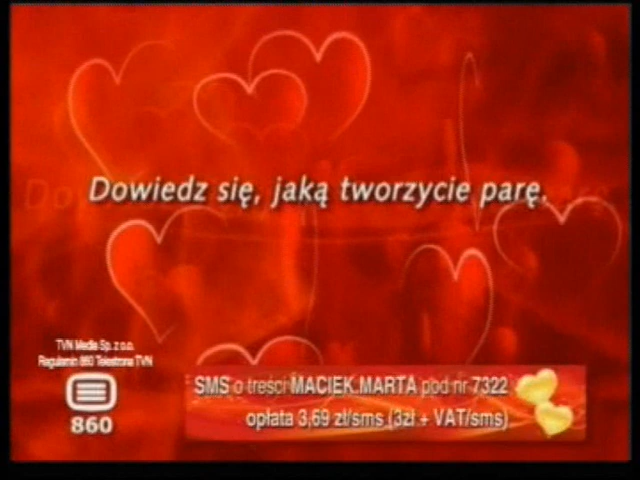 Dowiedz się, jaką tworzycie parę.
TVN Media Sp. z o.o.
Regulamin 860 Telestrona TVN
860
SMS o treści MACIEK.MARTA pod nr 7322
opłata 3,69 zł/sms (3zł + VAT/sms)